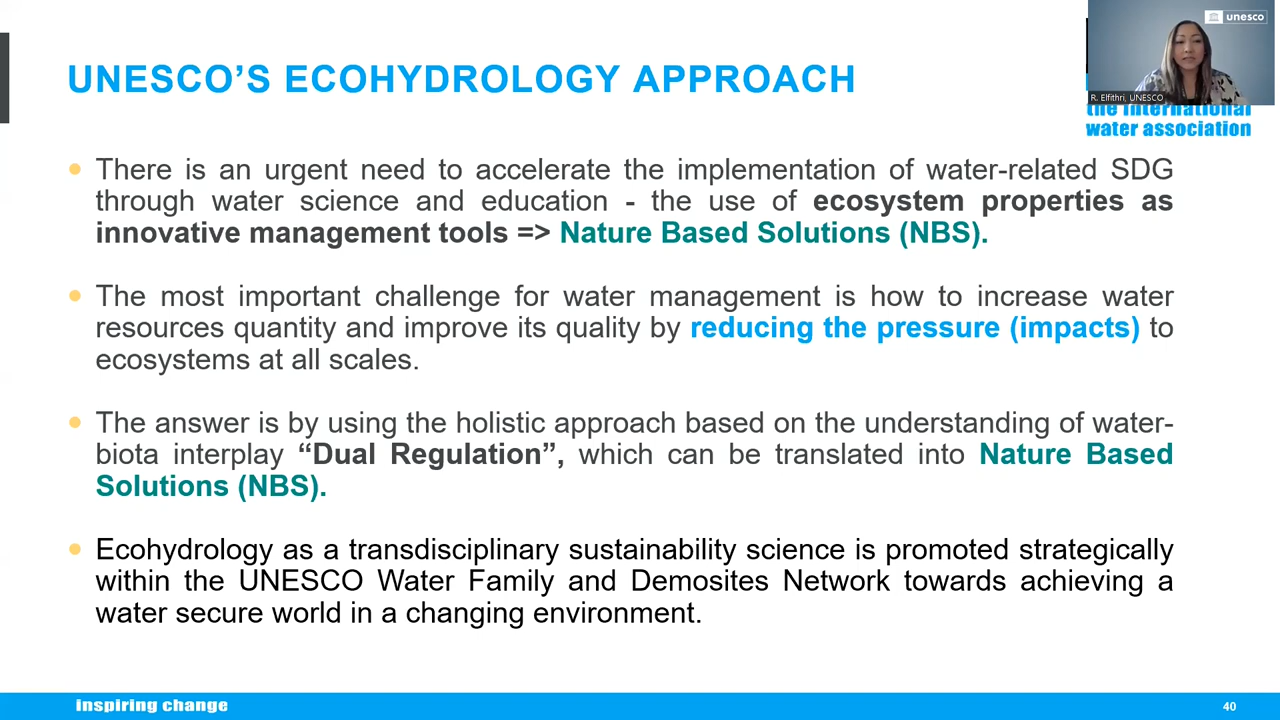 UNESCO’S ECOHYDROLOGY APPROACH
unesco
R. Elfithri, UNESCO
the international
water association
• There is an urgent need to accelerate the implementation of water-related SDG
through water science and education - the use of ecosystem properties as
innovative management tools => Nature Based Solutions (NBS).
• The most important challenge for water management is how to increase water
resources quantity and improve its quality by reducing the pressure (impacts) to
ecosystems at all scales.
• The answer is by using the holistic approach based on the understanding of water-
biota interplay “Dual Regulation”, which can be translated into Nature Based
Solutions (NBS).
• Ecohydrology as a transdisciplinary sustainability science is promoted strategically
within the UNESCO Water Family and Demosites Network towards achieving a
water secure world in a changing environment.
inspiring change
40